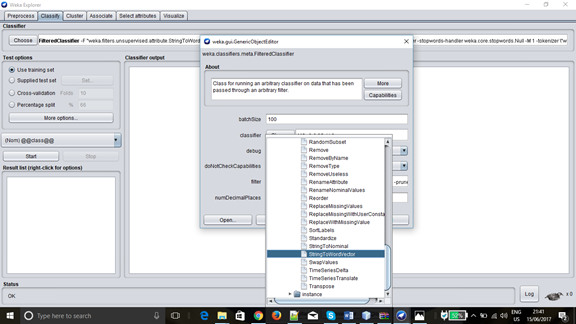 Weka Explorer
Preprocess Classify Cluster Associate Select attributes Visualize
Classifier
Choose FilteredClassifier -F "weka.filters.unsupervised.attribute.StringToWord
-stopwords-handler weka.core.stopwords.Null -M 1 -tokenizer
Test options
Use training set
Supplied test set Set...
Cross-validation Folds 10
Percentage split % 66
More options...
(Nom) @@class@@
Start Stop
Result list (right-click for options)
Classifier output
weka.gui.GenericObjectEditor
weka.classifiers.meta.FilteredClassifier
About
Class for running an arbitrary classifier on data that has been
passed through an arbitrary filter.
More
Capabilities
batchSize 100
classifier
debug
doNotCheckCapabilities
filter
numDecimalPlaces
Open...
RandomSubset
Remove
RemoveByName
RemoveType
RemoveUseless
RenameAttribute
RenameNominalValues
Reorder
ReplaceMissingValues
ReplaceMissingWithUserConsta
ReplaceWithMissingValue
SortLabels
Standardize
StringToNominal
StringToWordVector
SwapValues
TimeSeriesDelta
TimeSeriesTranslate
Transpose
instance
Status
OK
Log
x 0
Type here to search
52%
ENG
US
21:41
15/06/2017